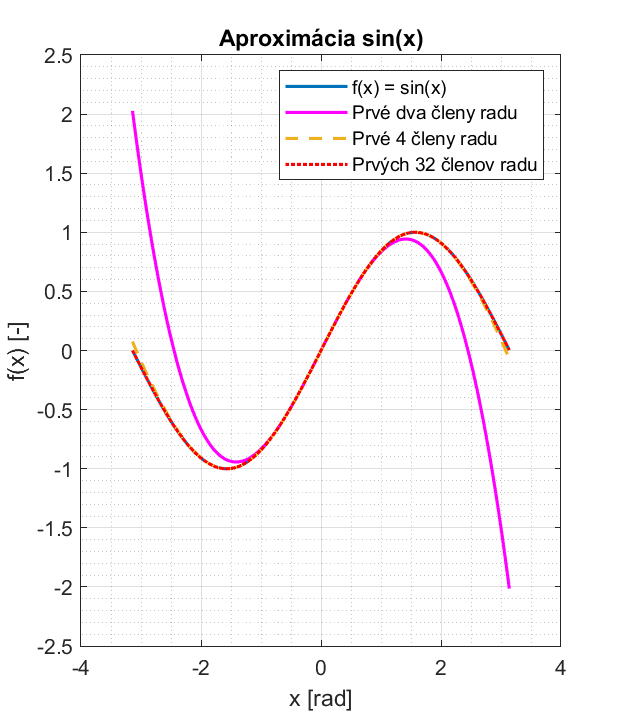 Aproximácia sin(x)
f(x) = sin(x)
Prvé dva členy radu
Prvé 4 členy radu
Prvých 32 členov radu
2.5
2
1.5
1
0.5
0
-0.5
-1
-1.5
-2
-2.5
f(x) [-]
-4
-2
0
2
4
x [rad]